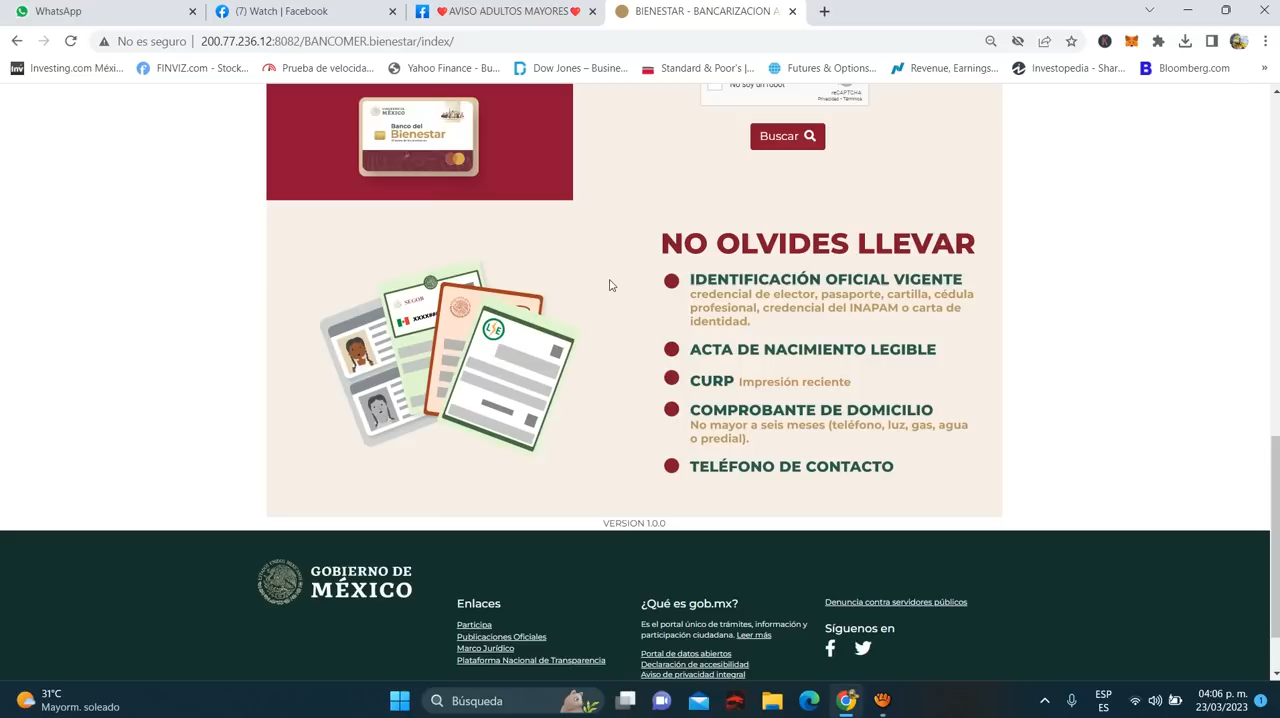 WhatsApp
(7) Watch | Facebook
❤️AVISO ADULTOS MAYORES❤️
BIENESTAR - BANCARIZACION A
No es seguro | 200.77.236.12:8082/BANCOMER.bienestar/index/
Investing.com Méxi...
FINVIZ.com - Stock...
Prueba de velocida...
Yahoo Finance - Bu...
Dow Jones – Busine...
Standard & Poor's |...
Futures & Options...
Revenue, Earnings...
Investopedia - Shar...
Bloomberg.com
»
No soy un robot
reCAPTCHA
Privacidad - Términos
GOBIERNO DE
MÉXICO
Banco del
Bienestar
Buscar
NO OLVIDES LLEVAR
IDENTIFICACIÓN OFICIAL VIGENTE
credencial de elector, pasaporte, cartilla, cédula
profesional, credencial del INAPAM o carta de
identidad.
ACTA DE NACIMIENTO LEGIBLE
CURP Impresión reciente
COMPROBANTE DE DOMICILIO
No mayor a seis meses (teléfono, luz, gas, agua
o predial).
TELÉFONO DE CONTACTO
SEGOB
VERSION 1.0.0
GOBIERNO DE
MÉXICO
Enlaces
Participa
Publicaciones Oficiales
Marco Jurídico
Plataforma Nacional de Transparencia
¿Qué es gob.mx?
Es el portal único de trámites, información y
participación ciudadana. Leer más
Portal de datos abiertos
Declaración de accesibilidad
Aviso de privacidad integral
Denuncia contra servidores públicos
Síguenos en
31°C
Mayorm. soleado
Búsqueda
ESP
ES
04:06 p. m.
23/03/2023